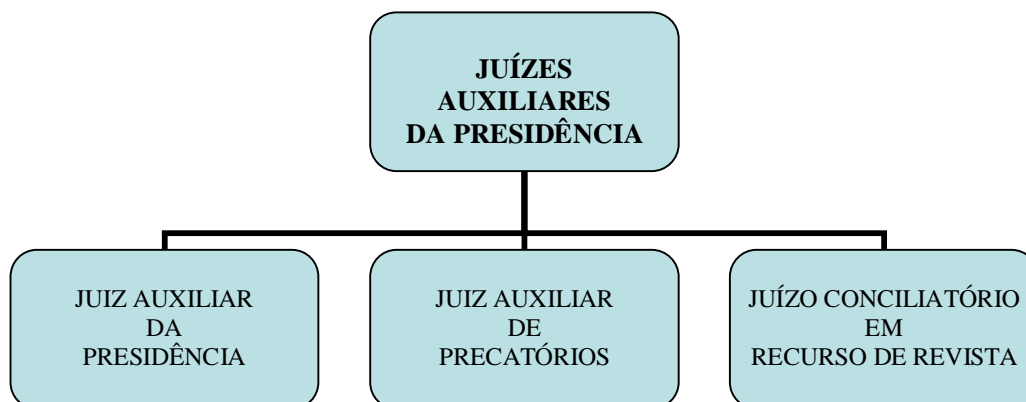 JUÍZES
AUXILIARES
DA PRESIDÊNCIA
JUIZ AUXILIAR
DA
PRESIDÊNCIA
JUIZ AUXILIAR
DE
PRECATÓRIOS
JUÍZO CONCILIATÓRIO
EM
RECURSO DE REVISTA